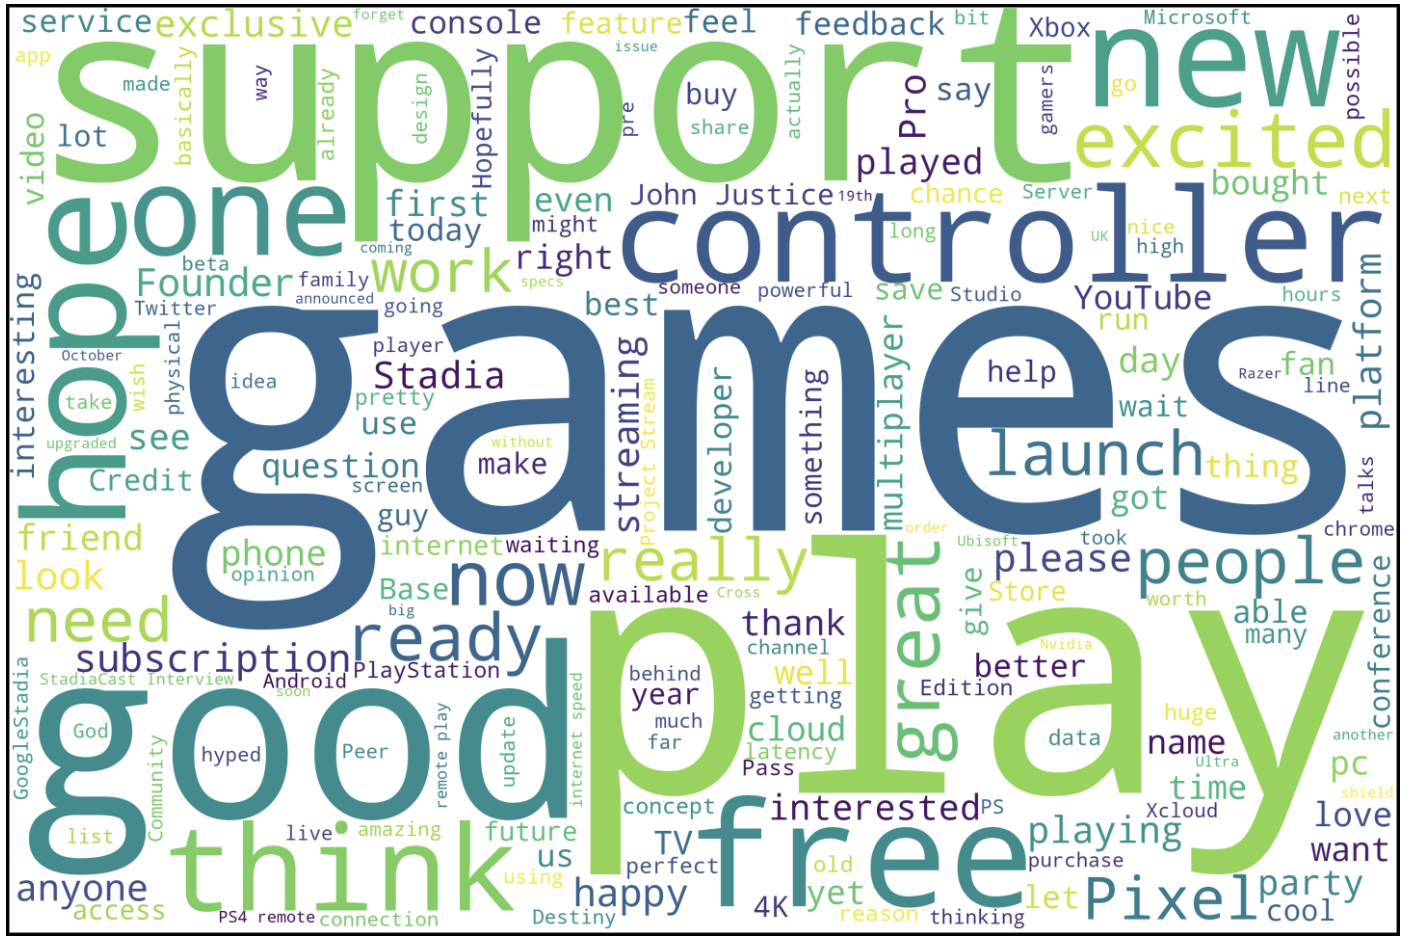 service
exclusive
forget
console
feature
feel
feedback
bit
Microsoft
Xbox
possible
app
made
way
already
basically
design
Hopefully
issue
pre
buy
share
actually
Pro
say
gamers
go
support
new
video
lot
excited
played
hope
one
first
today
coming
even
might
right
John Justice
19th
chance
Server
bought
next
long
UK
nice
high
controller
beta
Founder
family
announced
Twitter
going
work
specs
someone
powerful
save
Studio
YouTube
hours
best
run
platform
interesting
October
physical
wish
take
upgraded
idea
player
Stadia
pretty
use
see
Credit
question
screen
guy
games
without
make
streaming
Project Stream
developer
something
multiplayer
help
day
Razer
fan
line
wait
launch
thing
got
talks
chrome
friend
look
need
phone
opinion
internet
waiting
Base
big
now
really
available
Cross
order
Ubisoft
took
please
people
great
give
Store
worth
able
many
conference
ready
subscription
PlayStation
Android
soon
StadiaCast Interview
GoogleStadia
thank
channel
well
getting
behind
year
much
far
Nvidia
better
Edition
cloud
latency
Pass
data
huge
name
another
Ultra
pc
time
shield
God
good
hyped
Peer
remote play
update
internet speed
play
Community
list
live
amazing
future
concept
interested
PS
Xcloud
love
think
us
TV
perfect
free
playing
purchase
want
anyone
access
using
happy
old
yet
reason
thinking
let
Pixel
party
cool
PS4 remote
connection
Destiny
4K